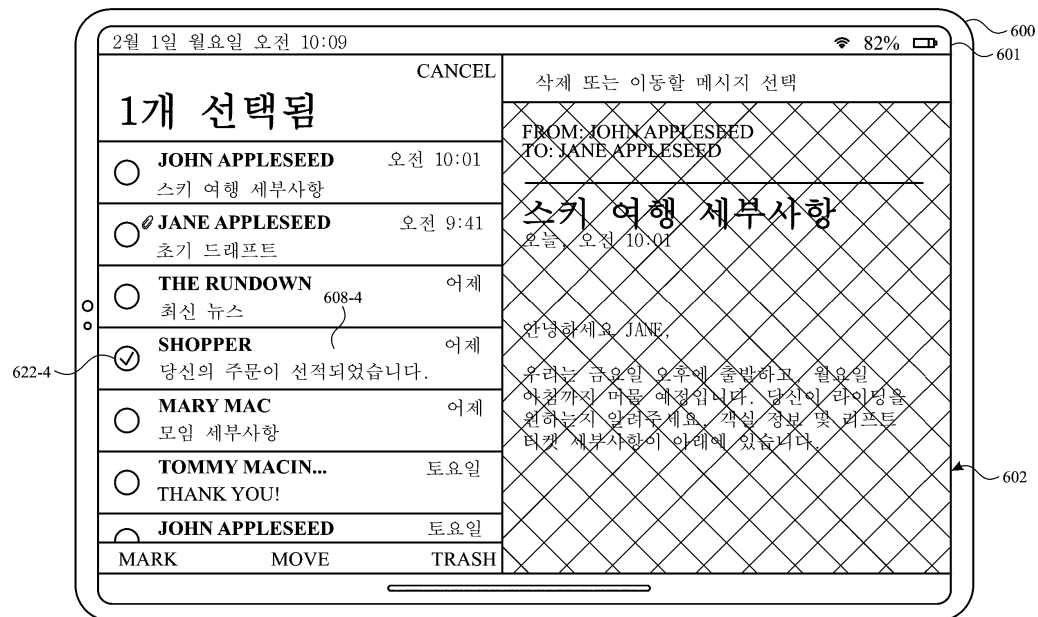 2월 1일 월요일 오전 10:09
82%
600
601
CANCEL
1개 선택됨
JOHN APPLESEED 오전 10:01
스키 여행 세부사항
JANE APPLESEED 오전 9:41
초기 드래프트
THE RUNDOWN 어제
최신 뉴스
608-4
SHOPPER 어제
당신의 주문이 선적되었습니다.
622-4
MARY MAC 어제
모임 세부사항
TOMMY MACIN... 토요일
THANK YOU!
JOHN APPLESEED 토요일
MARK MOVE TRASH
삭제 또는 이동할 메시지 선택
FROM: JOHN APPLESEED
TO: JANE APPLESEED
스키 여행 세부사항
오늘, 오전 10:01
안녕하세요 JANE,
우리는 금요일 오후에 출발하고, 월요일
아침까지 머물 예정입니다. 당신이 라이딩을
원하는지 알려주세요. 객실 정보 및 리프트
티켓 세부사항이 아래에 있습니다.
602